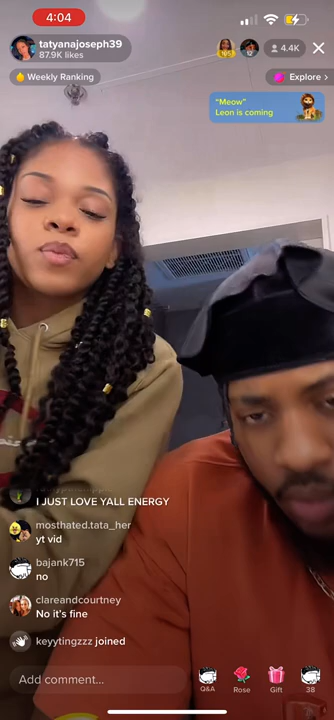 4:04
tatyanajoseph39
87.9K likes
4.4K
Weekly Ranking
Explore >
"Meow"
Leon is coming
I JUST LOVE YALL ENERGY
mosthated.tata_her
yt vid
bajank715
no
clareandcourtney
No it's fine
keyytingzzz joined
Add comment...
Q&A
Rose
Gift
38